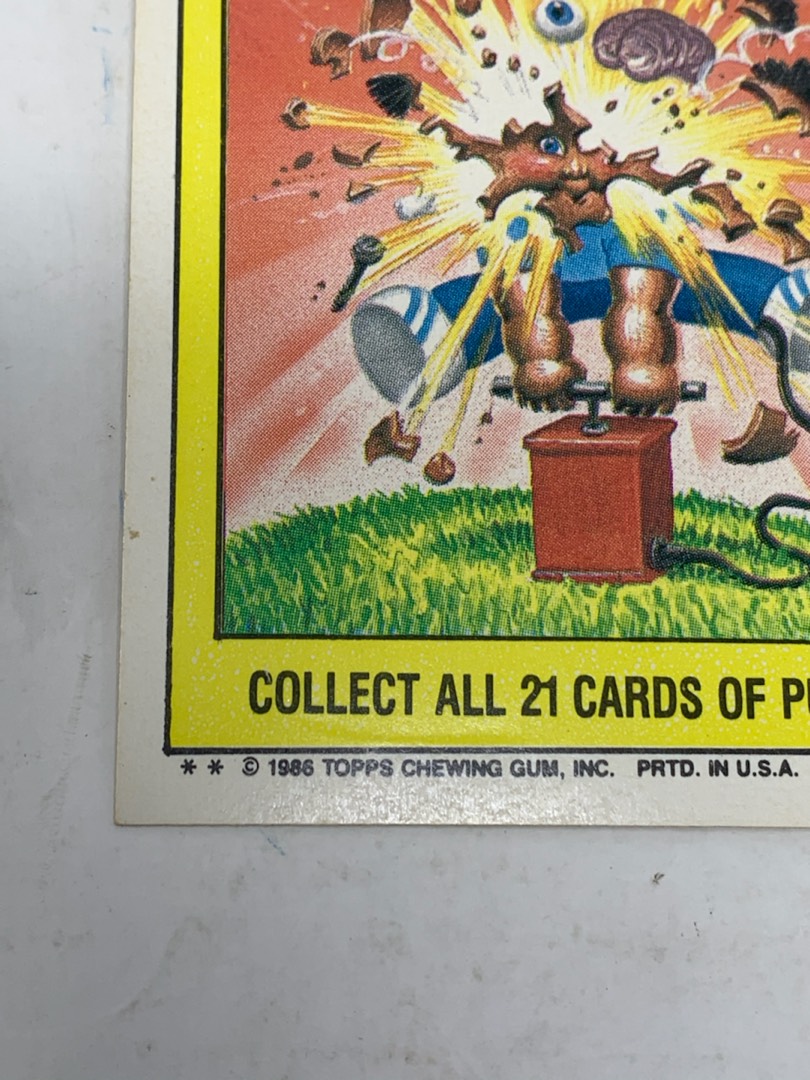 COLLECT ALL 21 CARDS OF
* * © 1986 TOPPS CHEWING GUM, INC. PRTD. IN U.S.A.